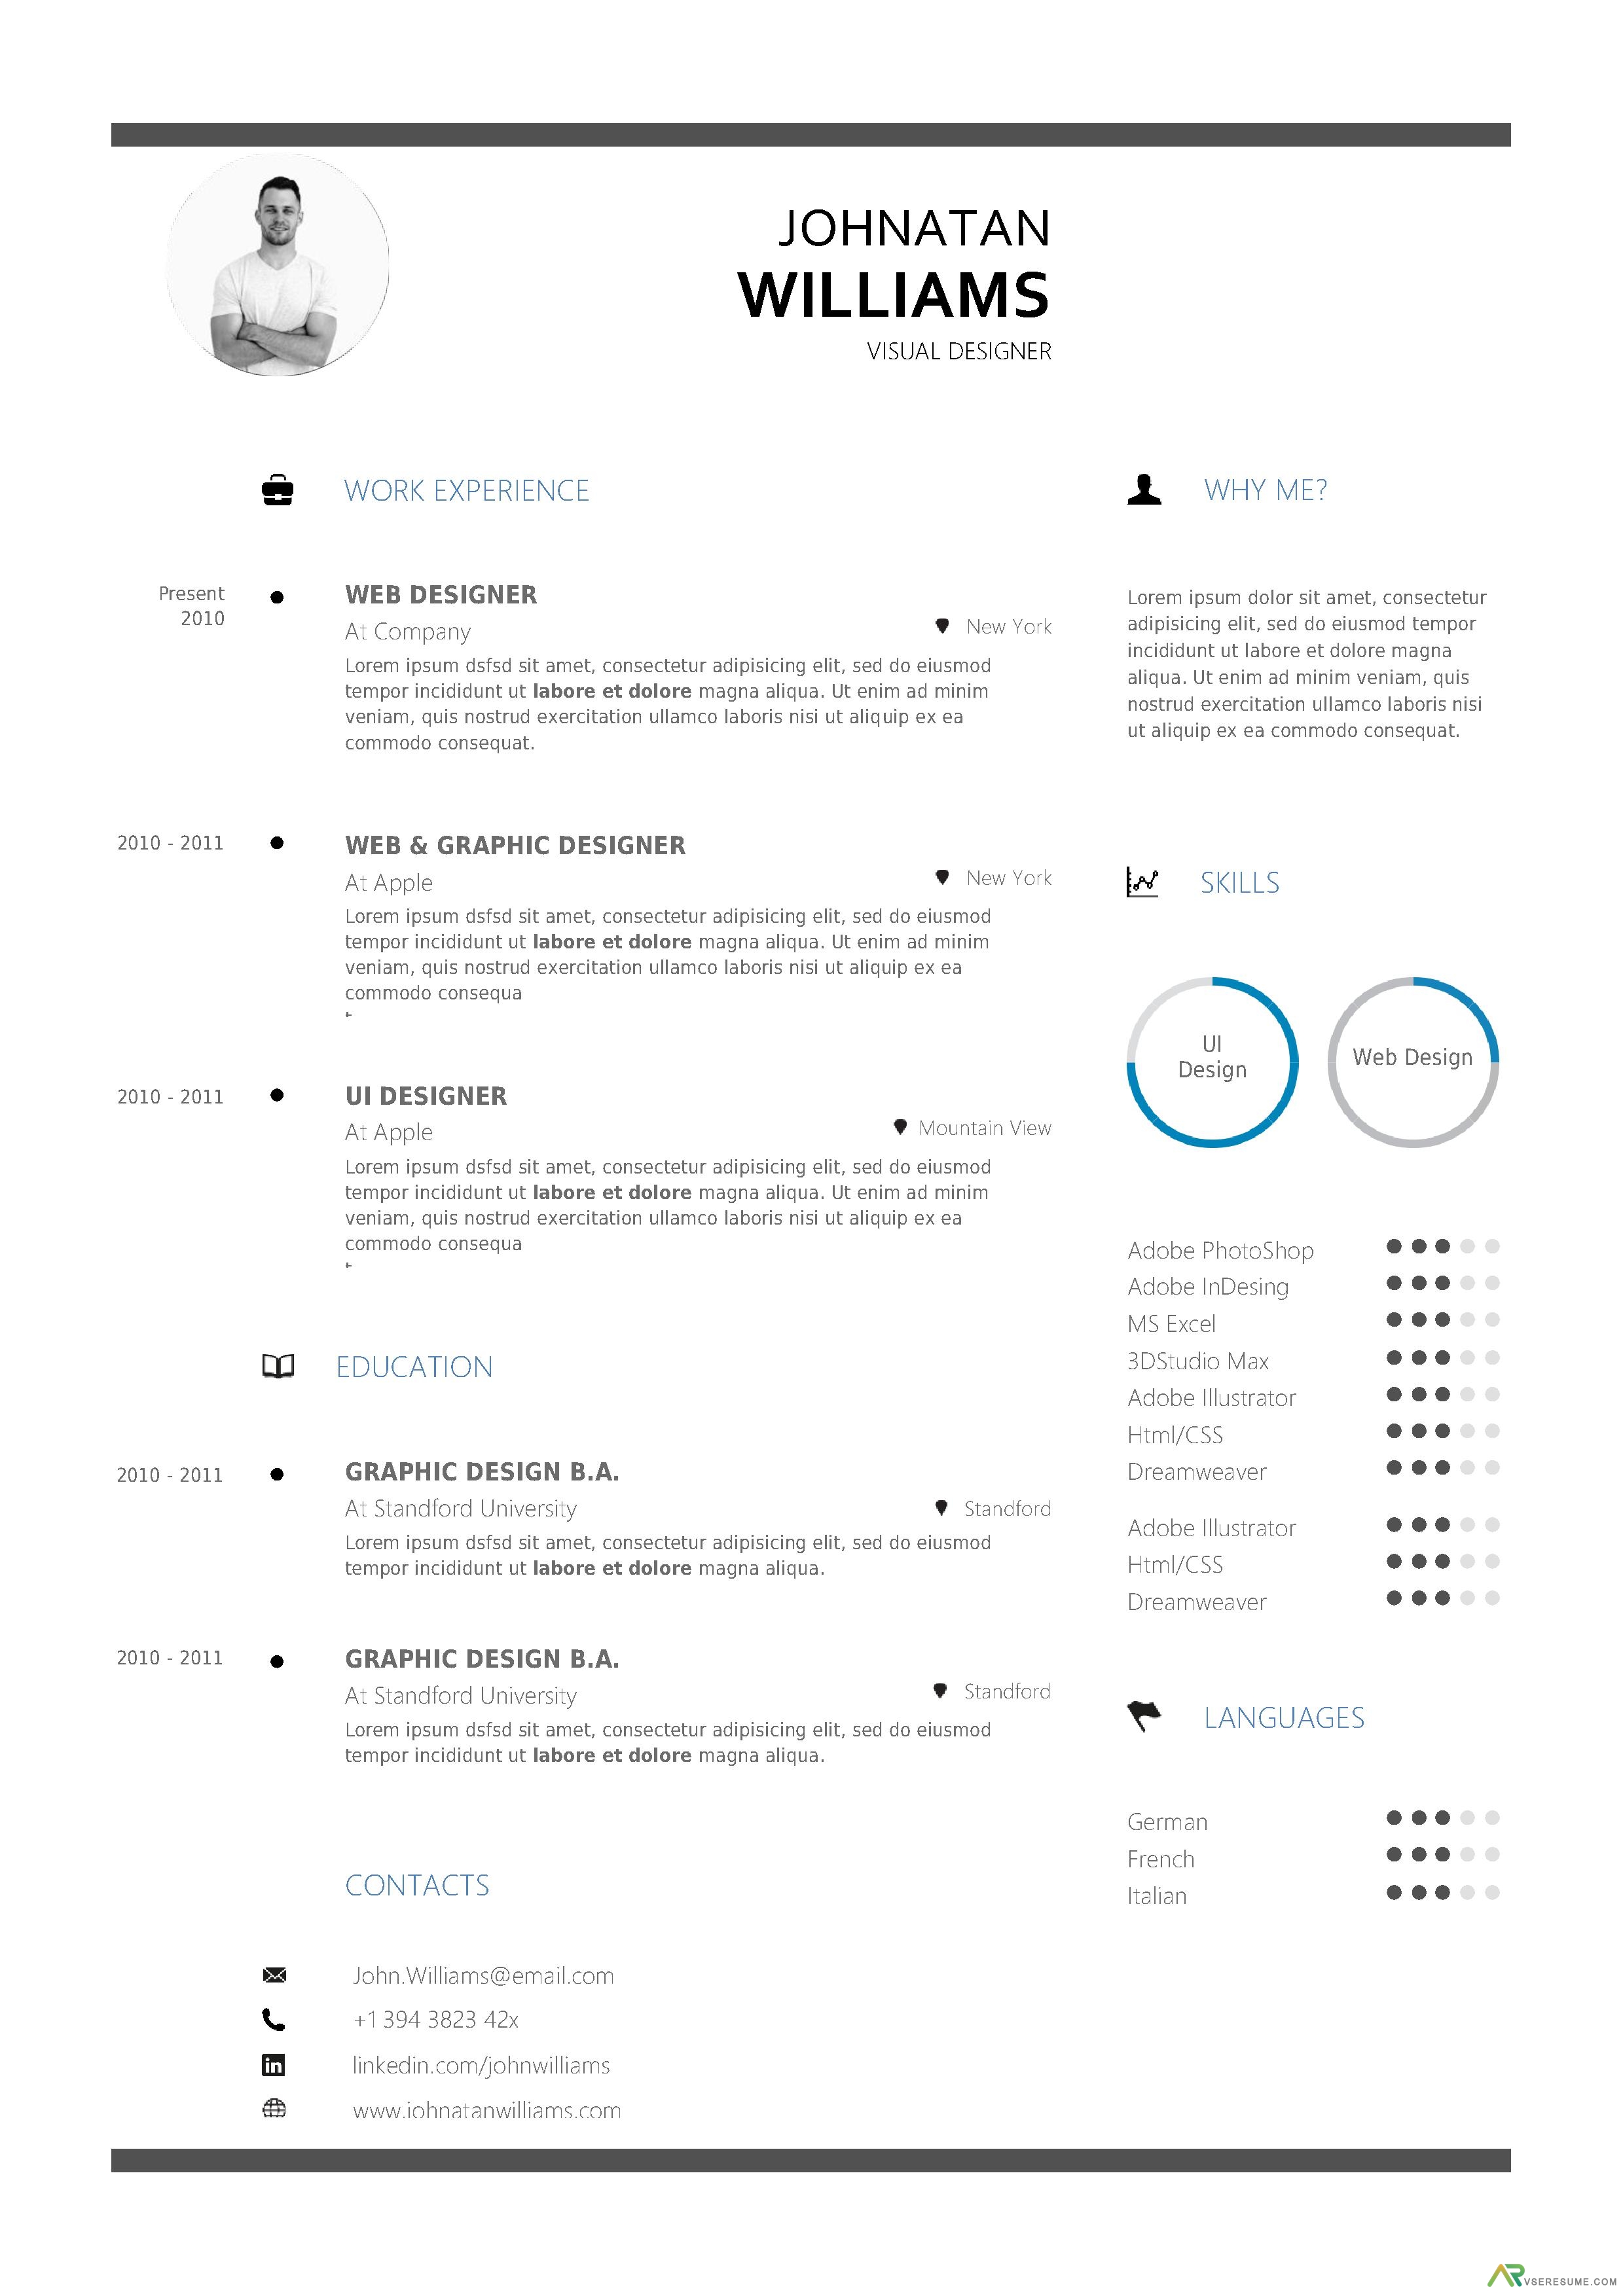 JOHNATAN
WILLIAMS
VISUAL DESIGNER
WORK EXPERIENCE
Present
2010
WEB DESIGNER
At Company
New York
Lorem ipsum dsfsd sit amet, consectetur adipisicing elit, sed do eiusmod
tempor incididunt ut labore et dolore magna aliqua. Ut enim ad minim
veniam, quis nostrud exercitation ullamco laboris nisi ut aliquip ex ea
commodo consequat.
2010 - 2011
WEB & GRAPHIC DESIGNER
At Apple
New York
Lorem ipsum dsfsd sit amet, consectetur adipisicing elit, sed do eiusmod
tempor incididunt ut labore et dolore magna aliqua. Ut enim ad minim
veniam, quis nostrud exercitation ullamco laboris nisi ut aliquip ex ea
commodo consequa
t
2010 - 2011
UI DESIGNER
At Apple
Mountain View
Lorem ipsum dsfsd sit amet, consectetur adipisicing elit, sed do eiusmod
tempor incididunt ut labore et dolore magna aliqua. Ut enim ad minim
veniam, quis nostrud exercitation ullamco laboris nisi ut aliquip ex ea
commodo consequa
t
EDUCATION
2010 - 2011
GRAPHIC DESIGN B.A.
At Standford University
Standford
Lorem ipsum dsfsd sit amet, consectetur adipisicing elit, sed do eiusmod
tempor incididunt ut labore et dolore magna aliqua.
2010 - 2011
GRAPHIC DESIGN B.A.
At Standford University
Standford
Lorem ipsum dsfsd sit amet, consectetur adipisicing elit, sed do eiusmod
tempor incididunt ut labore et dolore magna aliqua.
CONTACTS
John.Williams@email.com
+1 394 3823 42x
in
linkedin.com/johnwilliams
www.johnatanwilliams.com
WHY ME?
Lorem ipsum dolor sit amet, consectetur
adipisicing elit, sed do eiusmod tempor
incididunt ut labore et dolore magna
aliqua. Ut enim ad minim veniam, quis
nostrud exercitation ullamco laboris nisi
ut aliquip ex ea commodo consequat.
SKILLS
UI
Design
Web Design
Adobe PhotoShop
Adobe InDesing
MS Excel
3DStudio Max
Adobe Illustrator
Html/CSS
Dreamweaver
Adobe Illustrator
Html/CSS
Dreamweaver
LANGUAGES
German
French
Italian
AR VSERESUME.COM